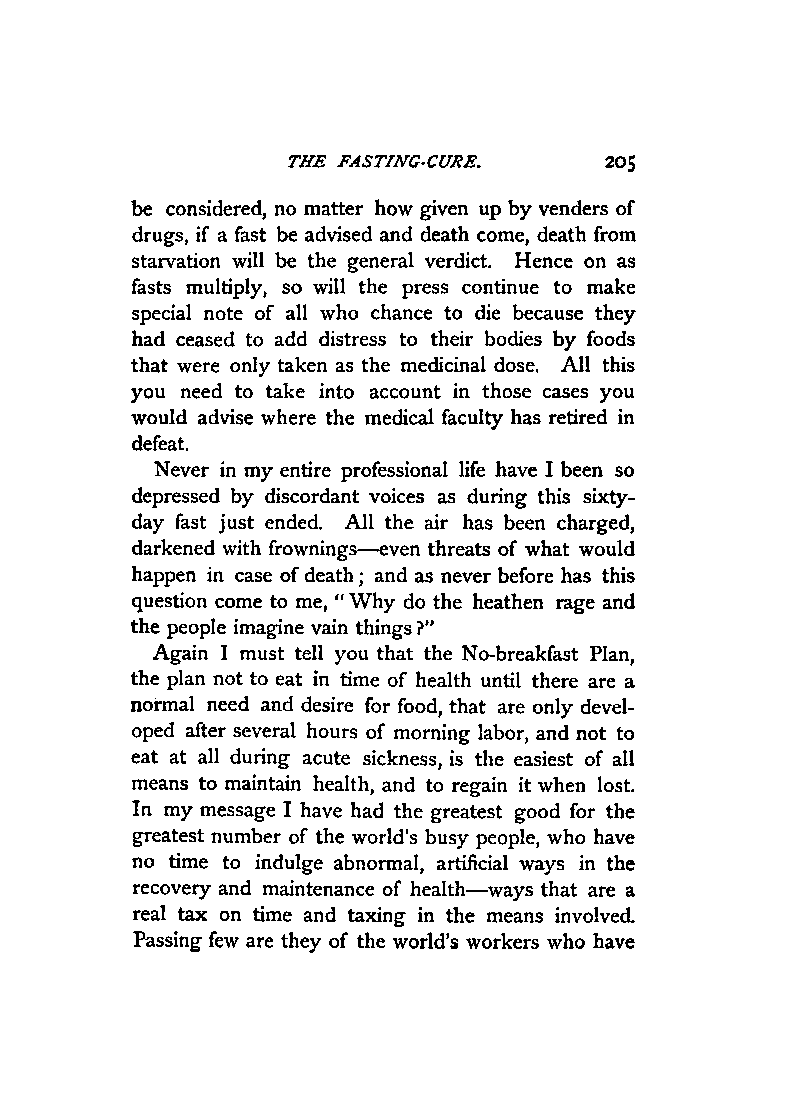 THE FASTING-CURE. 205
be considered, no matter how given up by venders of
drugs, if a fast be advised and death come, death from
starvation will be the general verdict. Hence on as
fasts multiply, so will the press continue to make
special note of all who chance to die because they
had ceased to add distress to their bodies by foods
that were only taken as the medicinal dose. All this
you need to take into account in those cases you
would advise where the medical faculty has retired in
defeat.
Never in my entire professional life have I been so
depressed by discordant voices as during this sixty-
day fast just ended. All the air has been charged,
darkened with frownings—even threats of what would
happen in case of death; and as never before has this
question come to me, "Why do the heathen rage and
the people imagine vain things?"
Again I must tell you that the No-breakfast Plan,
the plan not to eat in time of health until there are a
normal need and desire for food, that are only devel-
oped after several hours of morning labor, and not to
eat at all during acute sickness, is the easiest of all
means to maintain health, and to regain it when lost.
In my message I have had the greatest good for the
greatest number of the world's busy people, who have
no time to indulge abnormal, artificial ways in the
recovery and maintenance of health—ways that are a
real tax on time and taxing in the means involved.
Passing few are they of the world's workers who have